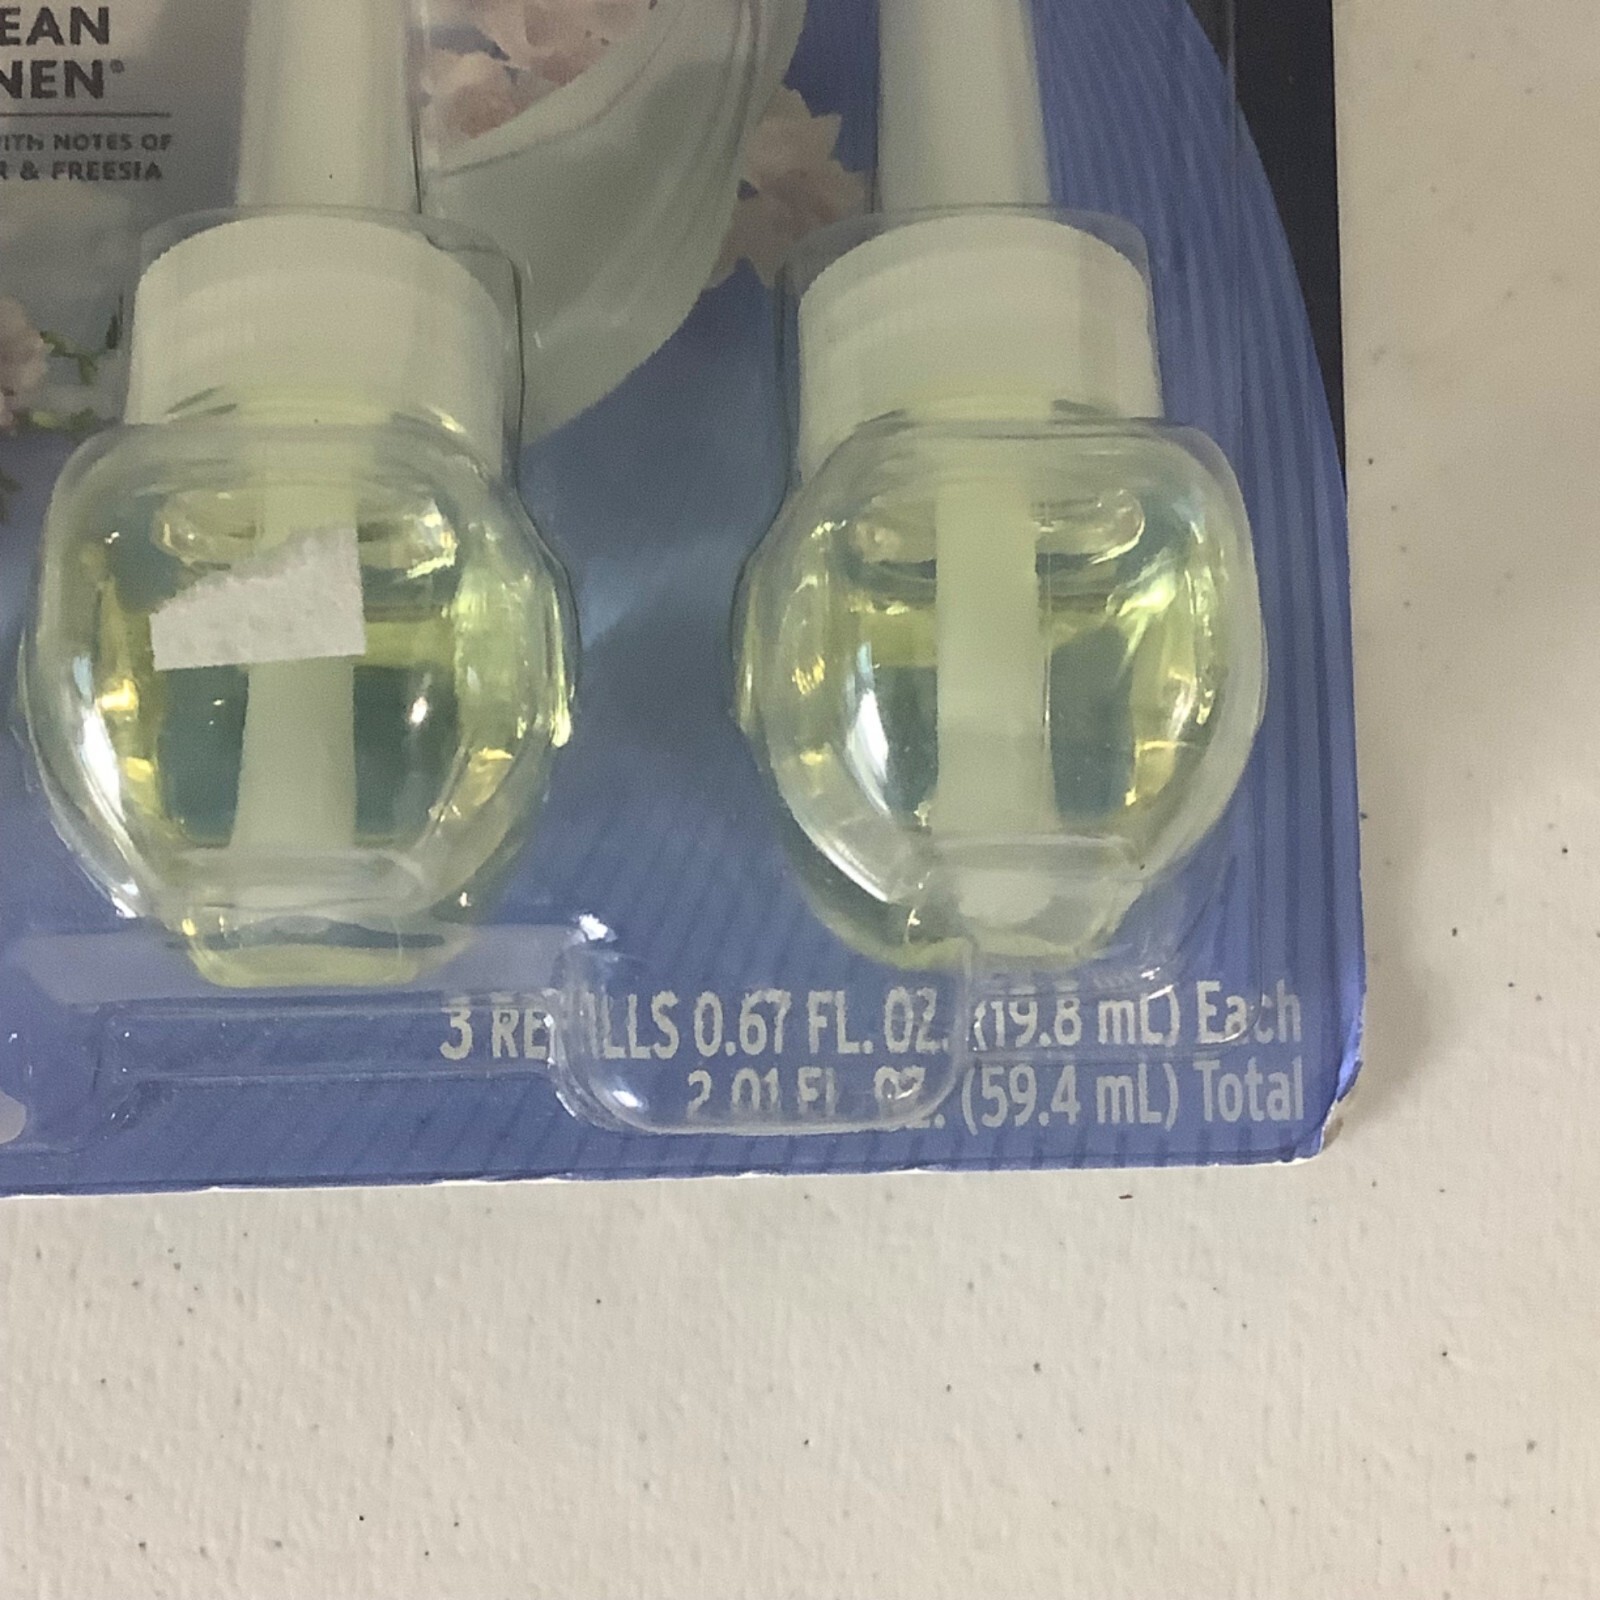 EAN
NEN®
WITH NOTES OF
R & FREESIA
3 REFILLS 0.67 FL. OZ. (19.8 mL) Each
2.01 FL. OZ. (59.4 mL) Total